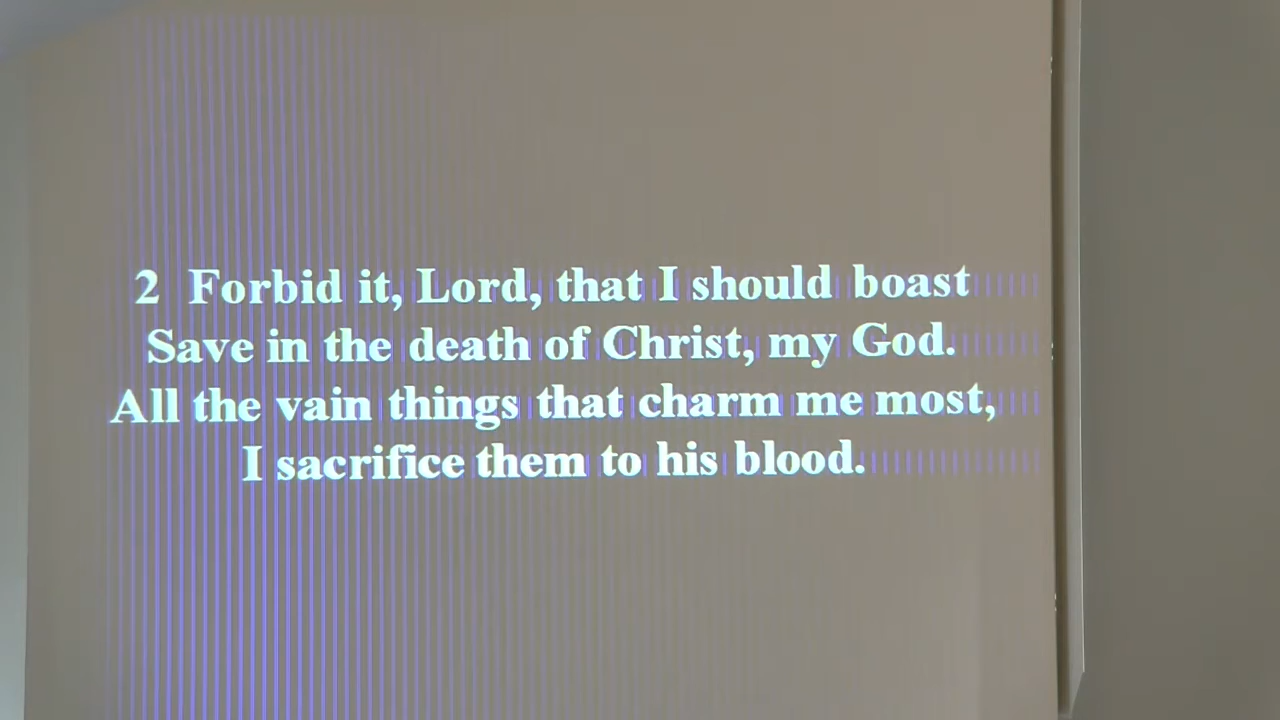 2 Forbid it, Lord, that I should boast
Save in the death of Christ, my God.
All the vain things that charm me most,
I sacrifice them to his blood.